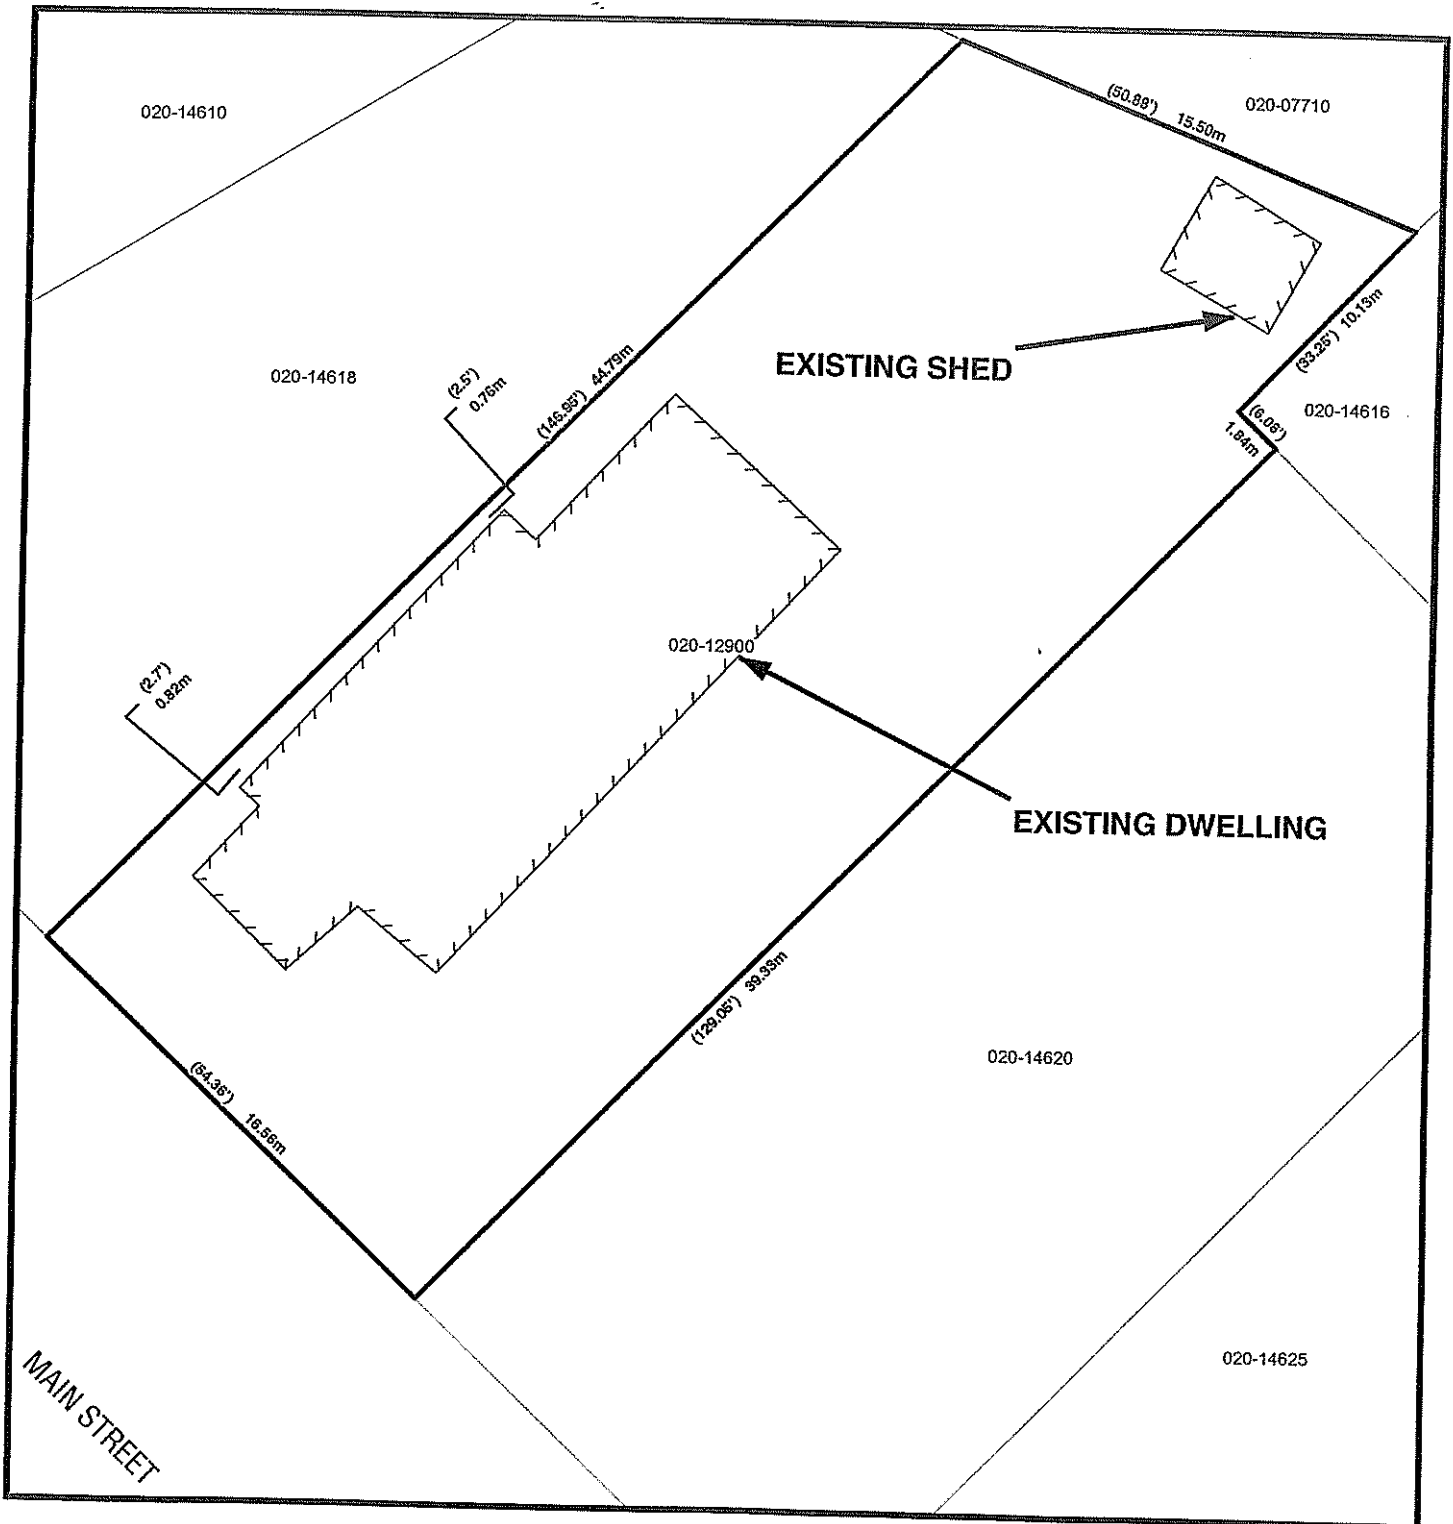 020-14610
(50.89') 15.50m
020-07710
020-14618
(2.5')
0.76m
(146.95') 44.79m
EXISTING SHED
(33.25') 10.13m
020-14616
(6.06')
1.84m
020-12900
(2.7')
0.82m
EXISTING DWELLING
(129.05') 39.33m
020-14620
(54.36') 16.56m
020-14625
MAIN STREET